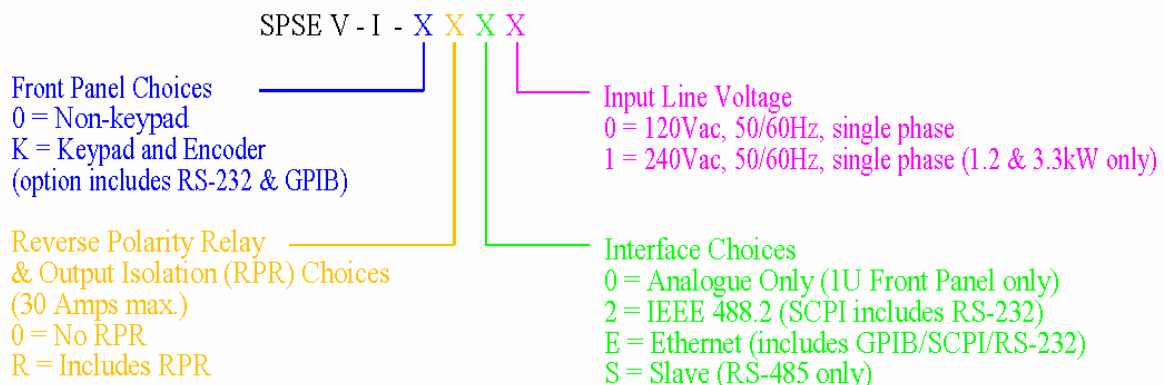 SPSE V - I - X X X X
Front Panel Choices
0 = Non-keypad
K = Keypad and Encoder
(option includes RS-232 & GPIB)
Input Line Voltage
0 = 120Vac, 50/60Hz, single phase
1 = 240Vac, 50/60Hz, single phase (1.2 & 3.3kW only)
Reverse Polarity Relay
& Output Isolation (RPR) Choices
(30 Amps max.)
0 = No RPR
R = Includes RPR
Interface Choices
0 = Analogue Only (1U Front Panel only)
2 = IEEE 488.2 (SCPI includes RS-232)
E = Ethernet (includes GPIB/SCPI/RS-232)
S = Slave (RS-485 only)